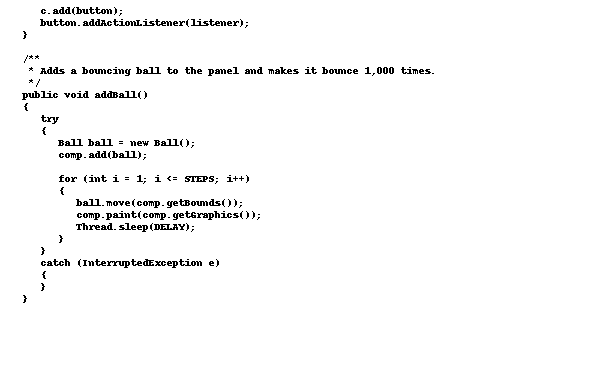 c.add(button);
button.addActionListener(listener);
}
/**
* Adds a bouncing ball to the panel and makes it bounce 1,000 times.
*/
public void addBall()
{
try
{
Ball ball = new Ball();
comp.add(ball);
for (int i = 1; i <= STEPS; i++)
{
ball.move(comp.getBounds());
comp.paint(comp.getGraphics());
Thread.sleep(DELAY);
}
}
catch (InterruptedException e)
{
}
}